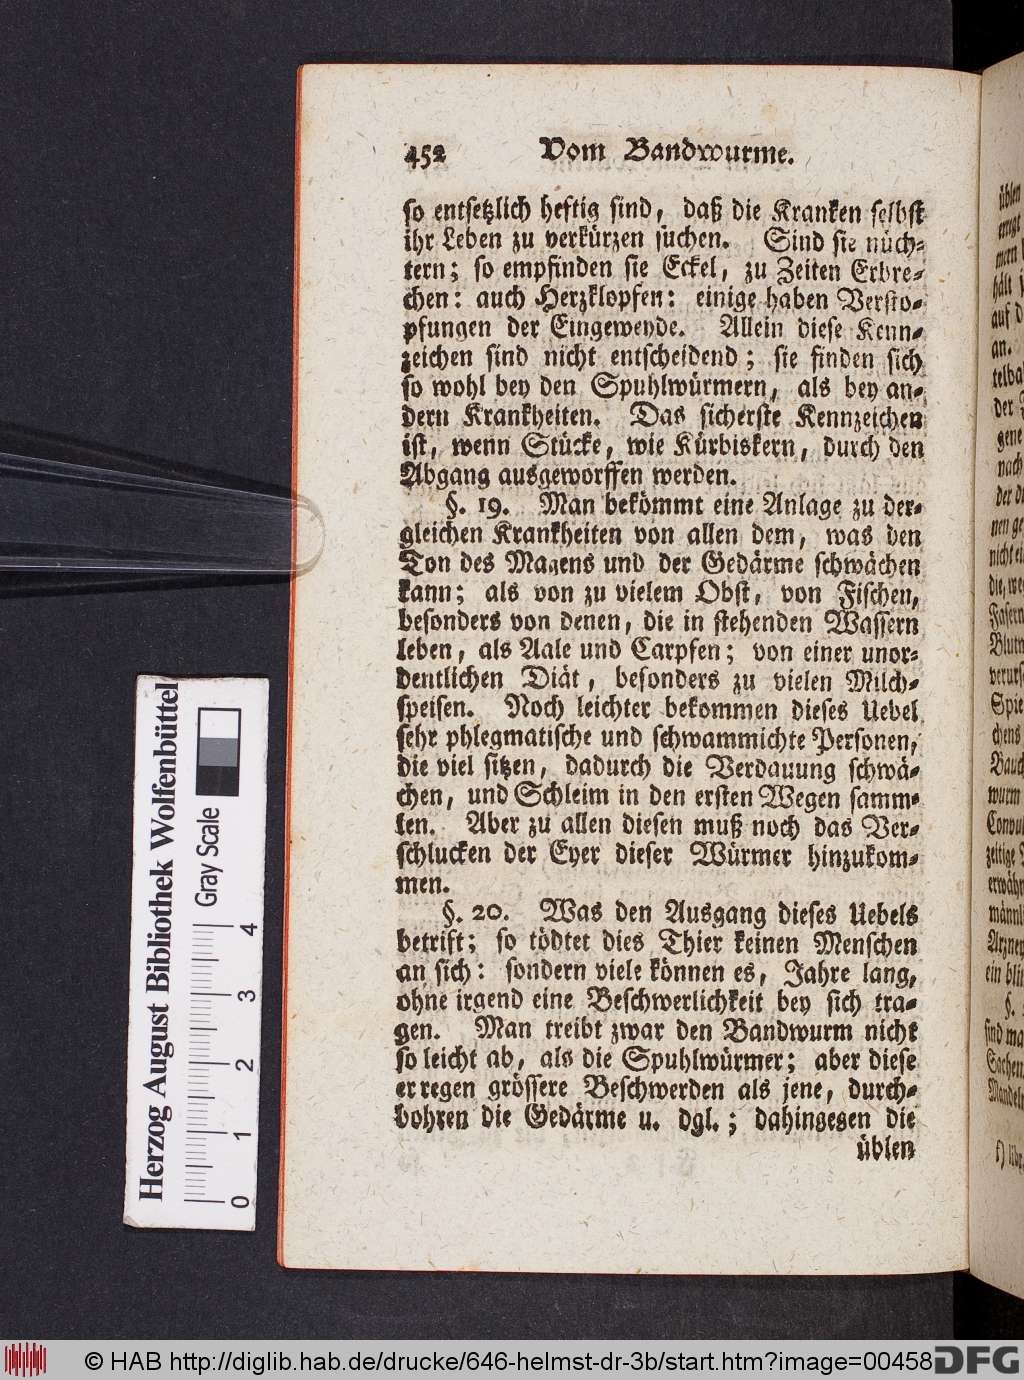 452 Vom Bandwurme.
so entsetzlich heftig sind, daß die Kranken selbst
ihr Leben zu verkürzen suchen. Sind sie nüch-
tern; so empfinden sie Eckel, zu Zeiten Erbre-
chen: auch Herzklopfen: einige haben Versto-
pfungen der Eingeweyde. Allein diese Kenn-
zeichen sind nicht entscheidend; sie finden sich
so wohl bey den Spuhlwürmern, als bey an-
dern Krankheiten. Das sicherste Kennzeichen
ist, wenn Stücke, wie Kürbiskern, durch den
Abgang ausgeworffen werden.
§. 19. Man bekömmt eine Anlage zu der-
gleichen Krankheiten von allen dem, was den
Ton des Magens und der Gedärme schwächen
kann; als von zu vielem Obst, von Fischen,
besonders von denen, die in stehenden Wassern
leben, als Aale und Carpfen; von einer unor-
dentlichen Diät, besonders zu vielen Milch-
speisen. Noch leichter bekommen dieses Uebel
sehr phlegmatische und schwammichte Personen,
die viel sitzen, dadurch die Verdauung schwä-
chen, und Schleim in den ersten Wegen samm-
len. Aber zu allen diesen muß noch das Ver-
schlucken der Eyer dieser Würmer hinzukom-
men.
§. 20. Was den Ausgang dieses Uebels
betrift; so tödtet dies Thier keinen Menschen
an sich: sondern viele können es, Jahre lang,
ohne irgend eine Beschwerlichkeit bey sich tra-
gen. Man treibt zwar den Bandwurm nicht
so leicht ab, als die Spuhlwürmer; aber diese
erregen grössere Beschwerden als jene, durch-
bohren die Gedärme u. dgl.; dahingegen die
üblen
Herzog August Bibliothek Wolfenbüttel
Gray Scale
0 1 2 3 4
© HAB http://diglib.hab.de/drucke/646-helmst-dr-3b/start.htm?image=00458
DFG